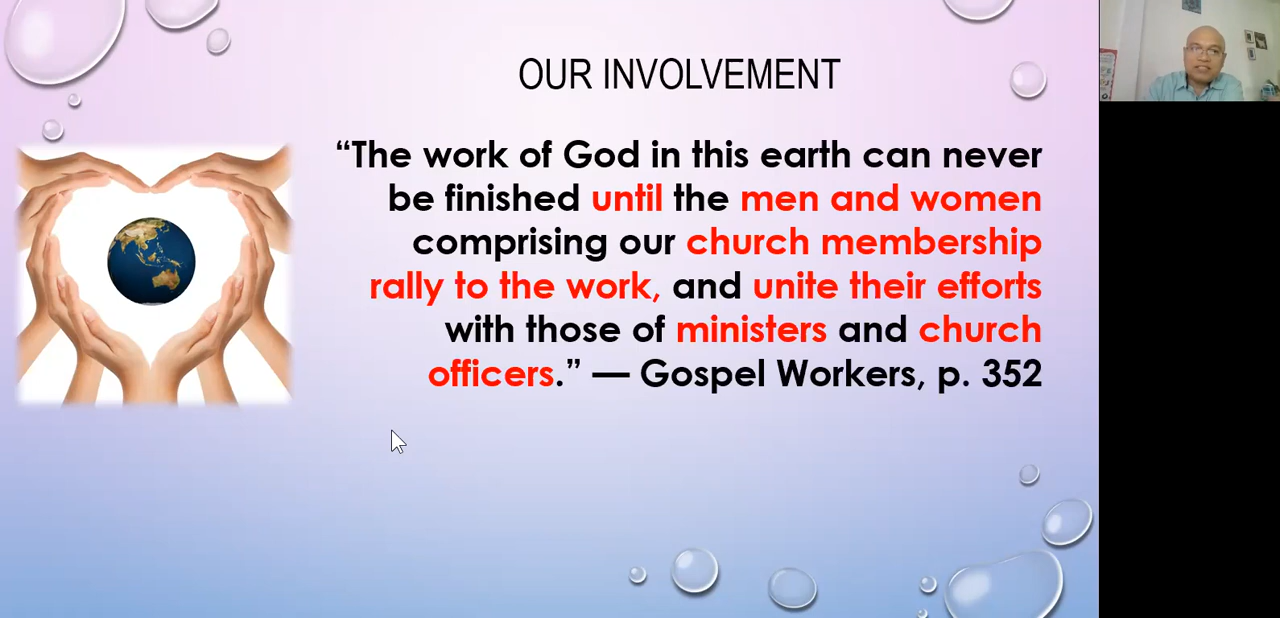 OUR INVOLVEMENT
“The work of God in this earth can never
be finished until the men and women
comprising our church membership
rally to the work, and unite their efforts
with those of ministers and church
officers.” — Gospel Workers, p. 352